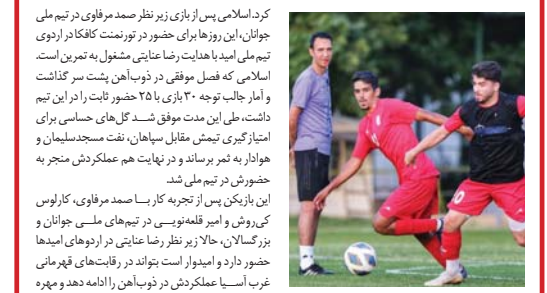 کرد. اسلامی پس از بازی زیر نظر صمد مرفاوی در تیم ملی
جوانان، این روزها برای حضور در تورنمنت کافکا در اردوی
تیم ملی امید با هدایت رضا عنایتی مشغول به تمرین است.
اسلامی که فصل موفقی در ذوب‌آهن پشت سر گذاشت
و آمار جالب توجه ۳۰ بازی با ۲۵ حضور ثابت را در این تیم
داشت، طی این مدت موفق شــد گل‌های حساسی برای
امتیازگیری تیمش مقابل سپاهان، نفت مسجدسلیمان و
هوادار به ثمر برساند و در نهایت هم عملکردش منجر به
حضورش در تیم ملی شد.
این بازیکن پس از تجربه کار بــا صمد مرفاوی، کارلوس
کی‌روش و امیر قلعه‌نویــی در تیم‌های ملــی جوانان و
بزرگسالان، حالا زیر نظر رضا عنایتی در اردوهای امیدها
حضور دارد و امیدوار است بتواند در رقابت‌های قهرمانی
غرب آســیا عملکردش در ذوب‌آهن را ادامه دهد و مهره